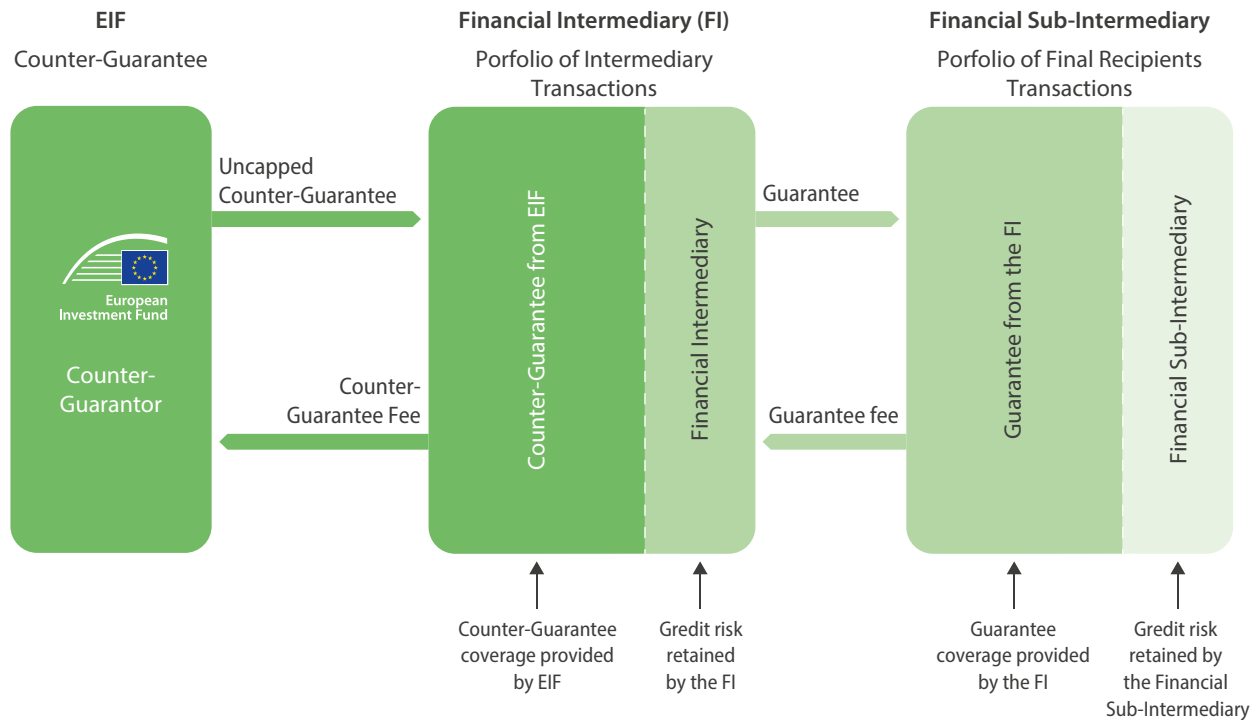 EIF
Counter-Guarantee
Financial Intermediary (FI)
Porfolio of Intermediary
Transactions
Financial Sub-Intermediary
Porfolio of Final Recipients
Transactions
European
Investment Fund
Counter-
Guarantor
Uncapped
Counter-Guarantee
Counter-
Guarantee Fee
Counter-Guarantee from EIF
Financial Intermediary
Guarantee
Guarantee fee
Guarantee from the FI
Financial Sub-Intermediary
Counter-Guarantee
coverage provided
by EIF
Gredit risk
retained
by the FI
Guarantee
coverage provided
by the FI
Gredit risk
retained by
the Financial
Sub-Intermediary